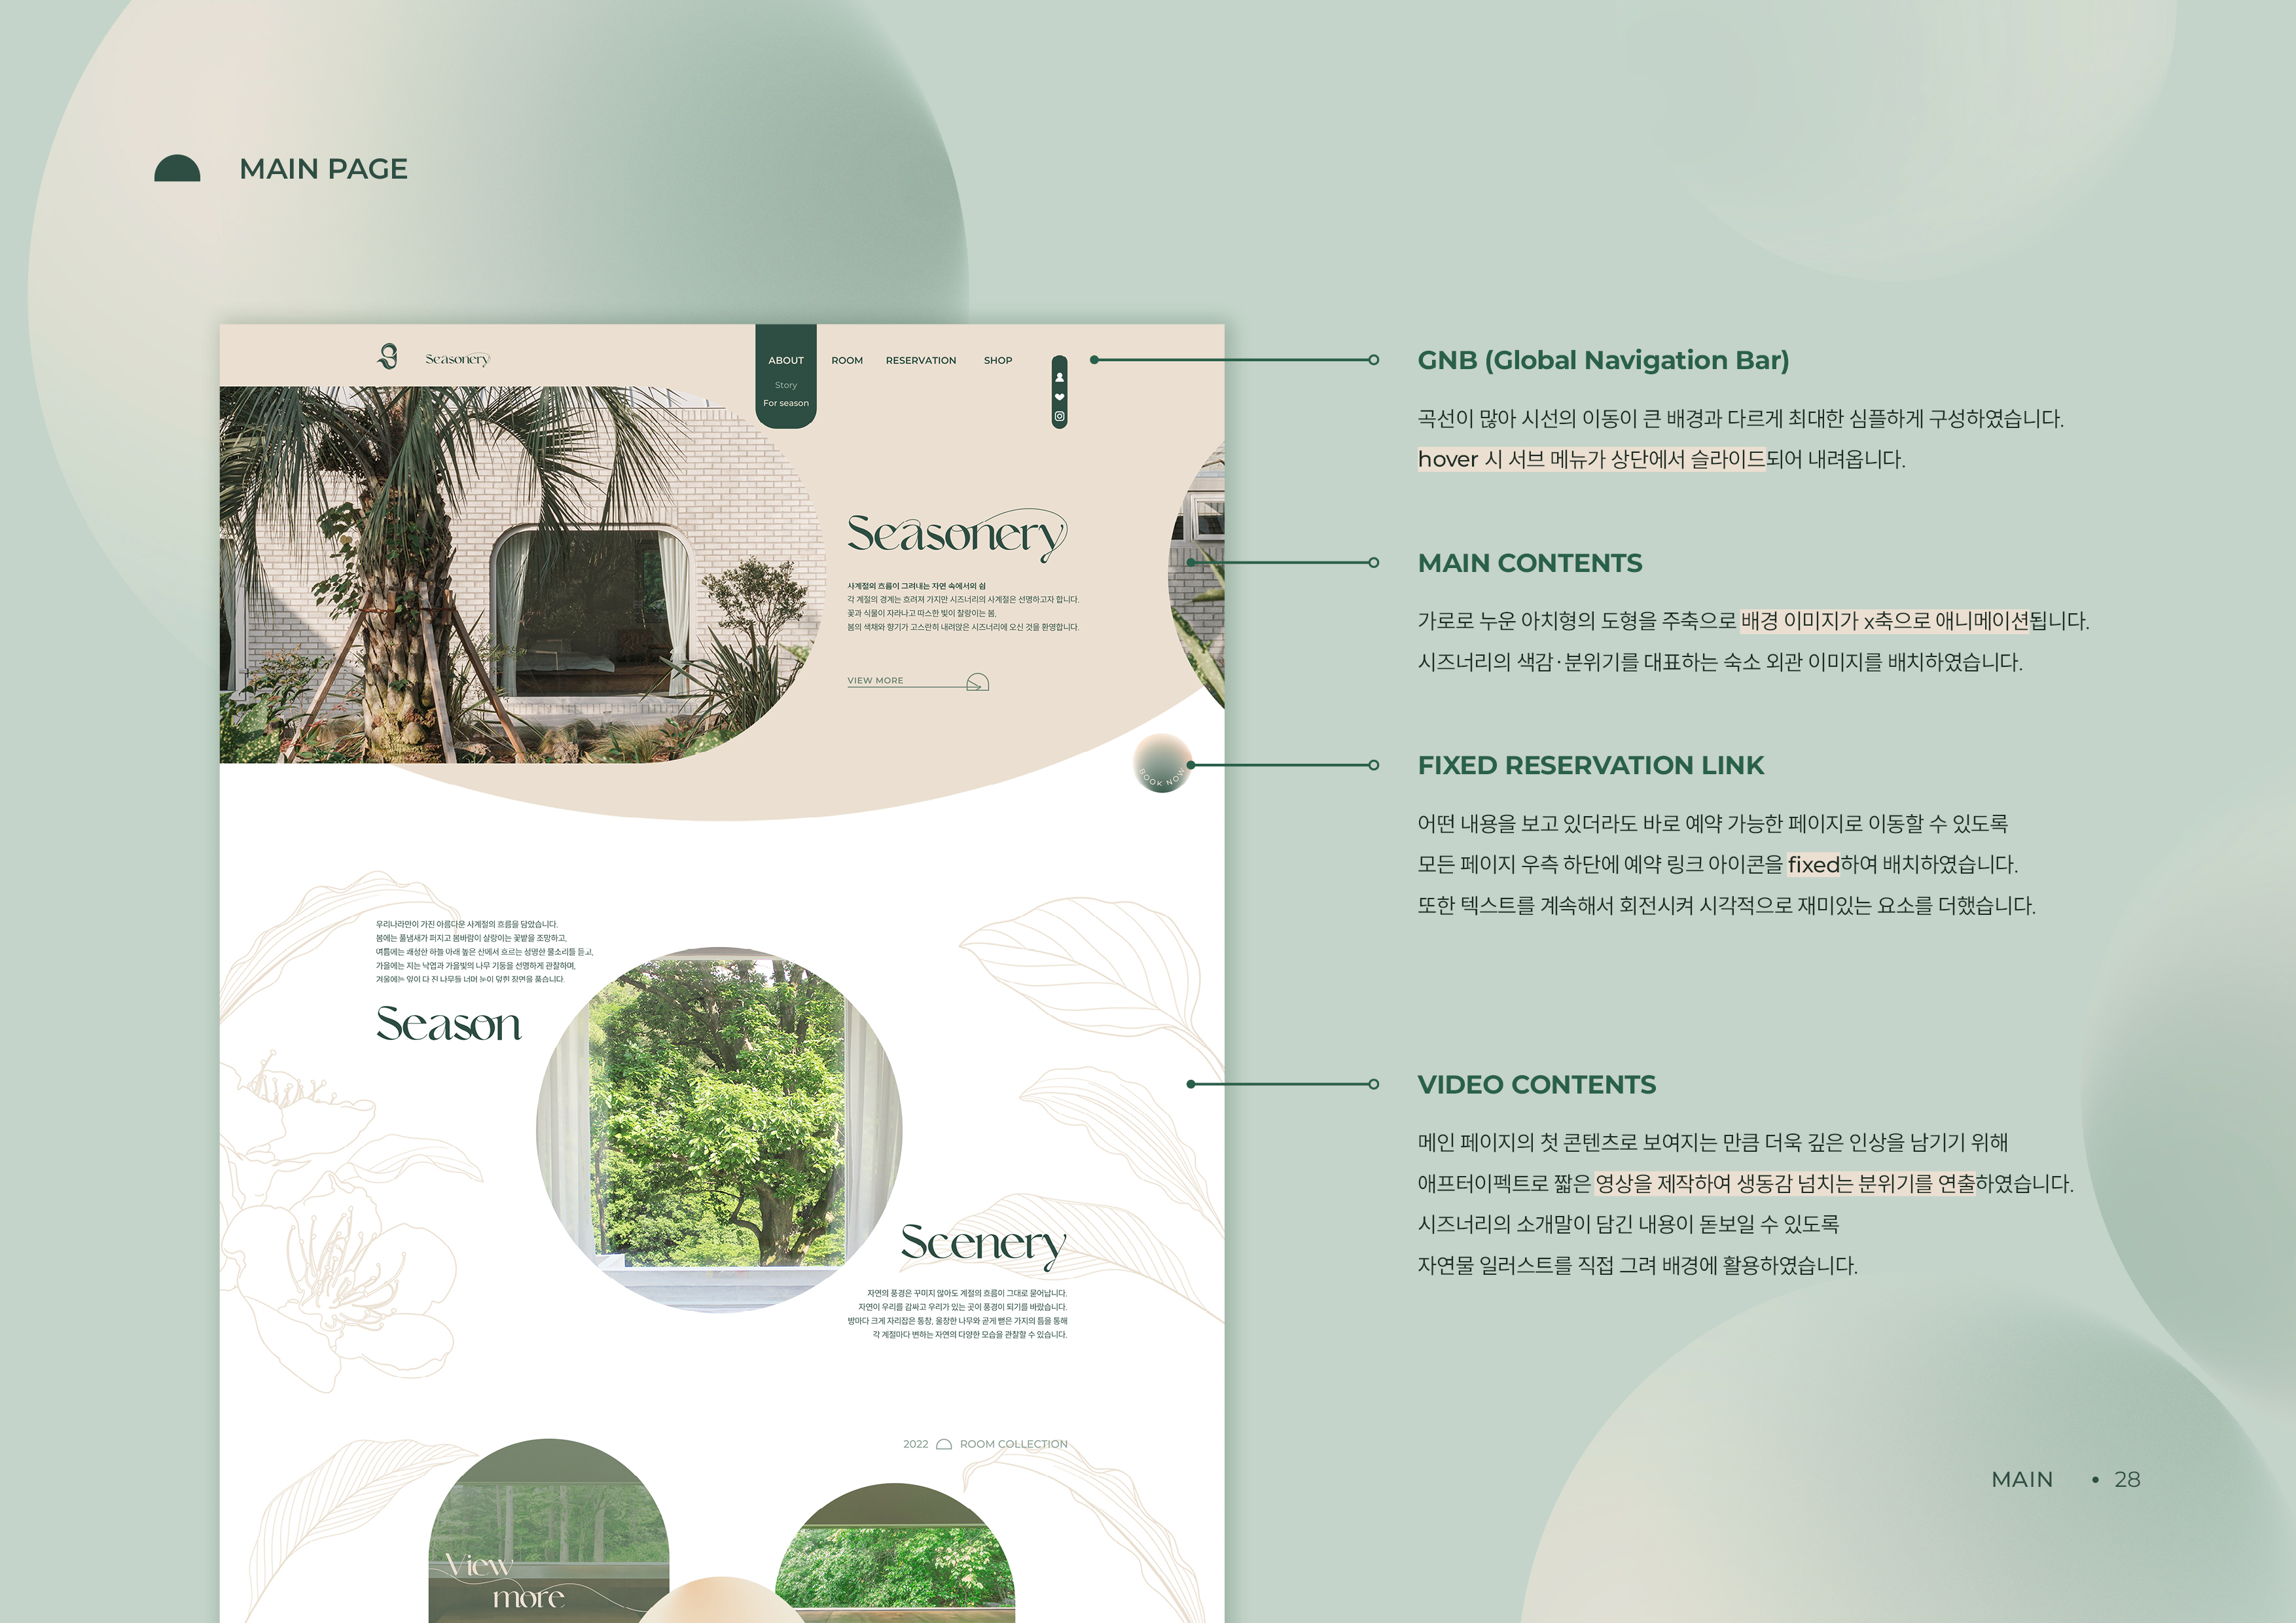 MAIN PAGE
Seasonery
ABOUT
ROOM
RESERVATION
SHOP
Story
For season
Seasonery
사계절의 흐름이 그려내는 자연 속에서의 쉼
각 계절의 경계는 흐려져 가지만 시즈너리의 사계절은 선명하고자 합니다.
꽃과 식물이 자라나고 따스한 빛이 찰랑이는 봄,
봄의 색채와 향기가 고스란히 내려앉은 시즈너리에 오신 것을 환영합니다.
VIEW MORE
BOOK NOW
우리나라만이 가진 아름다운 사계절의 흐름을 담았습니다.
봄에는 풀냄새가 퍼지고 봄바람이 살랑이는 꽃밭을 조망하고,
여름에는 쾌청한 하늘 아래 높은 산에서 흐르는 청명한 물소리를 듣고,
가을에는 지는 낙엽과 가을빛의 나무 기둥을 선명하게 관찰하며,
겨울에는 잎이 다 진 나무들 너머 눈이 덮힌 장면을 품습니다.
Season
Scenery
자연의 풍경은 꾸미지 않아도 계절의 흐름이 그대로 묻어납니다.
자연이 우리를 감싸고 우리가 있는 곳이 풍경이 되기를 바랐습니다.
방마다 크게 자리잡은 통창, 울창한 나무와 곧게 뻗은 가지의 틈을 통해
각 계절마다 변하는 자연의 다양한 모습을 관찰할 수 있습니다.
2022 ROOM COLLECTION
View
more
GNB (Global Navigation Bar)
곡선이 많아 시선의 이동이 큰 배경과 다르게 최대한 심플하게 구성하였습니다.
hover 시 서브 메뉴가 상단에서 슬라이드되어 내려옵니다.
MAIN CONTENTS
가로로 누운 아치형의 도형을 주축으로 배경 이미지가 x축으로 애니메이션됩니다.
시즈너리의 색감·분위기를 대표하는 숙소 외관 이미지를 배치하였습니다.
FIXED RESERVATION LINK
어떤 내용을 보고 있더라도 바로 예약 가능한 페이지로 이동할 수 있도록
모든 페이지 우측 하단에 예약 링크 아이콘을 fixed하여 배치하였습니다.
또한 텍스트를 계속해서 회전시켜 시각적으로 재미있는 요소를 더했습니다.
VIDEO CONTENTS
메인 페이지의 첫 콘텐츠로 보여지는 만큼 더욱 깊은 인상을 남기기 위해
애프터이펙트로 짧은 영상을 제작하여 생동감 넘치는 분위기를 연출하였습니다.
시즈너리의 소개말이 담긴 내용이 돋보일 수 있도록
자연물 일러스트를 직접 그려 배경에 활용하였습니다.
MAIN • 28